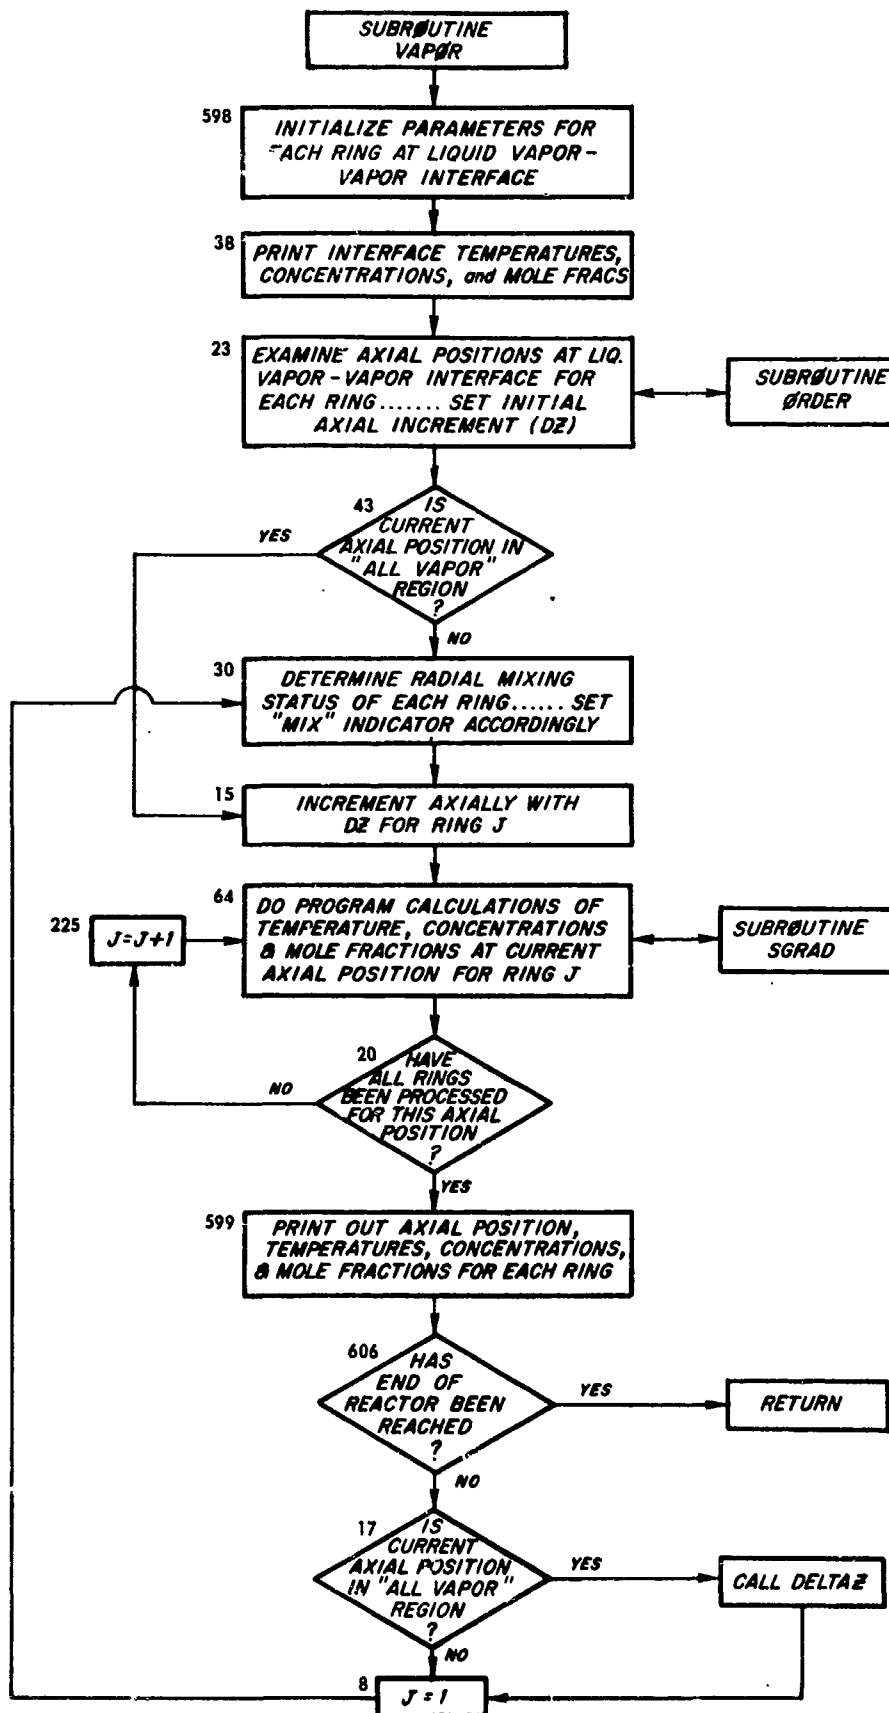 SUBRØUTINE
VAPØR
598
INITIALIZE PARAMETERS FOR
EACH RING AT LIQUID VAPOR-
VAPOR INTERFACE
38
PRINT INTERFACE TEMPERATURES,
CONCENTRATIONS, and MOLE FRACS
23
EXAMINE AXIAL POSITIONS AT LIQ.
VAPOR-VAPOR INTERFACE FOR
EACH RING....... SET INITIAL
AXIAL INCREMENT (DZ)
SUBRØUTINE
ØRDER
43
IS
CURRENT
AXIAL POSITION IN
"ALL VAPOR"
REGION
?
YES
NO
30
DETERMINE RADIAL MIXING
STATUS OF EACH RING...... SET
"MIX" INDICATOR ACCORDINGLY
15
INCREMENT AXIALLY WITH
DZ FOR RING J
64
DO PROGRAM CALCULATIONS OF
TEMPERATURE, CONCENTRATIONS
& MOLE FRACTIONS AT CURRENT
AXIAL POSITION FOR RING J
225
J=J+1
SUBRØUTINE
SGRAD
20
HAVE
ALL RINGS
BEEN PROCESSED
FOR THIS AXIAL
POSITION
?
NO
YES
599
PRINT OUT AXIAL POSITION,
TEMPERATURES, CONCENTRATIONS,
& MOLE FRACTIONS FOR EACH RING
606
HAS
END OF
REACTOR BEEN
REACHED
?
YES
RETURN
NO
17
IS
CURRENT
AXIAL POSITION
IN "ALL VAPOR"
REGION
?
YES
CALL DELTAZ
NO
8
J = 1